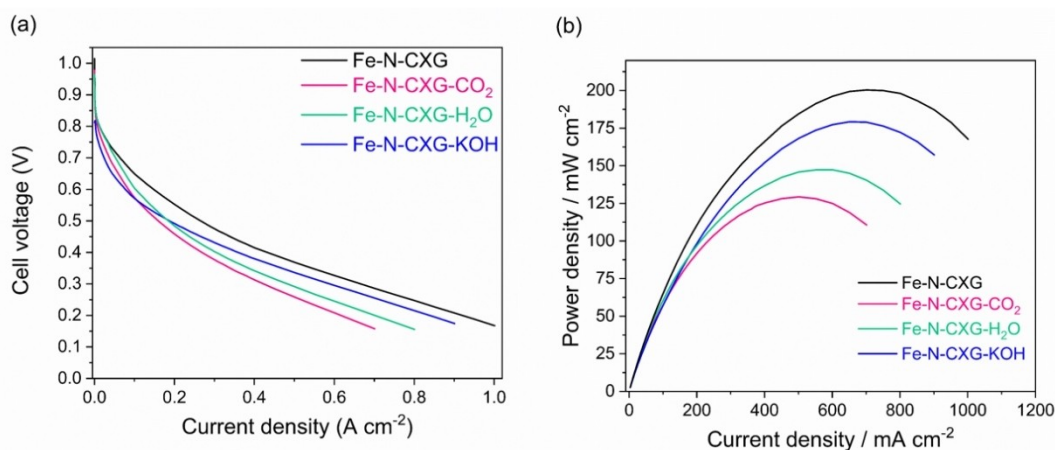 (a)
Cell voltage (V)
1.0
0.9
0.8
0.7
0.6
0.5
0.4
0.3
0.2
0.1
0.0
0.0 0.2 0.4 0.6 0.8 1.0
Current density (A cm⁻²)
Fe-N-CXG
Fe-N-CXG-CO₂
Fe-N-CXG-H₂O
Fe-N-CXG-KOH
(b)
Power density / mW cm⁻²
200
175
150
125
100
75
50
25
0
0 200 400 600 800 1000 1200
Current density / mA cm⁻²
Fe-N-CXG
Fe-N-CXG-CO₂
Fe-N-CXG-H₂O
Fe-N-CXG-KOH